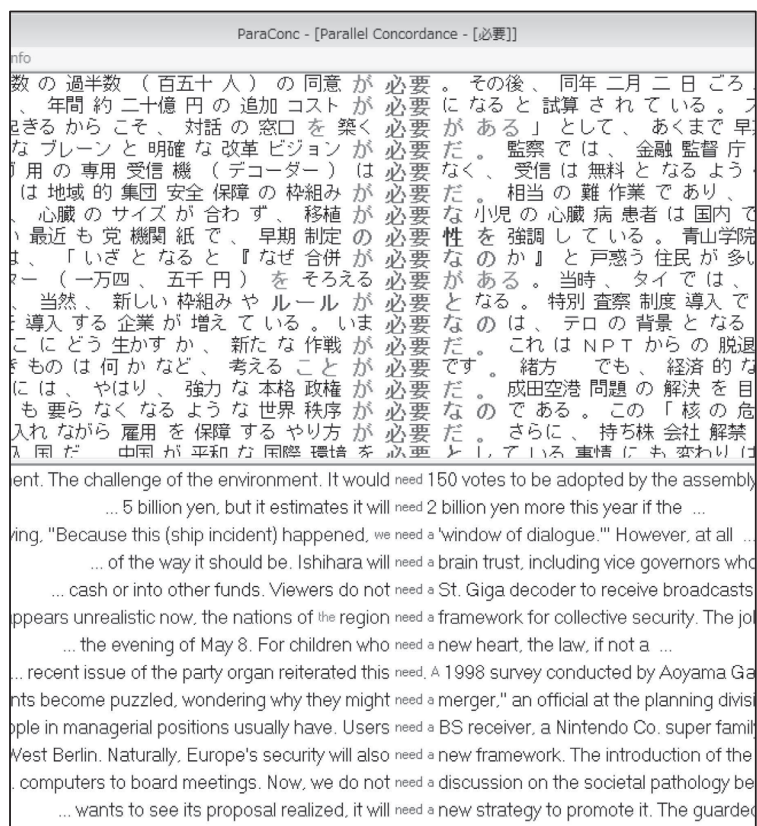 ParaConc - [Parallel Concordance - [必要]]
nfo
数 の 過半数 （ 百五十 人 ） の 同意 が 必要 。 その後 、 同年 二月 二 日 ごろ
、 年間 約 二十億 円 の 追加 コスト が 必要 に なる と 試算 さ れ て いる 。
きる から こそ 、 対話 の 窓口 を 築く 必要 が ある 」 として 、 あくまで 早
な ブレーン と 明確 な 改革 ビジョン が 必要 だ 。 監察 で は 、 金融 監督 庁
用 の 専用 受信 機 （ デコーダー ） は 必要 なく 、 受信 は 無料 と なる よう
は 地域 的 集団 安全 保障 の 枠組み が 必要 だ 。 相当 の 難 作業 で あり 、
、 心臓 の サイズ が 合わ ず 、 移植 が 必要 な 小児 の 心臓 病 患者 は 国内 で
最近 も 党 機関 紙 で 、 早期 制定 の 必要 性 を 強調 し て いる 。 青山学院
は 、 「 いざ と なる と 『 なぜ 合併 が 必要 な の か 』 と 戸惑う 住民 が 多い
ター （ 一万四 、 五千 円 ） を そろえる 必要 が ある 。 当時 、 タイ で は 、
、 当然 、 新しい 枠組み や ルール が 必要 と なる 。 特別 査察 制度 導入 で
導入 する 企業 が 増え て いる 。 いま 必要 な の は 、 テロ の 背景 と なる
こ に どう 生かす か 、 新た な 作戦 が 必要 だ 。 これ は ＮＰＴ から の 脱退
もの は 何 か など 、 考える こと が 必要 です 。 緒方 でも 、 経済 的 な
に は 、 やはり 、 強力 な 本格 政権 が 必要 だ 。 成田空港 問題 の 解決 を 目
も 要ら なく なる よう な 世界 秩序 が 必要 な の で ある 。 この 「 核 の 危
入れ ながら 雇用 を 保障 する やり方 が 必要 だ 。 さらに 、 持ち株 会社 解禁
国 だ 中国 が 平和 な 国際 環境 を 必要 と し て いる 事情 に も 変わり は
ent. The challenge of the environment. It would need 150 votes to be adopted by the assembly
... 5 billion yen, but it estimates it will need 2 billion yen more this year if the ...
ying, "Because this (ship incident) happened, we need a 'window of dialogue.'" However, at all ...
... of the way it should be. Ishihara will need a brain trust, including vice governors who
... cash or into other funds. Viewers do not need a St. Giga decoder to receive broadcasts
ppears unrealistic now, the nations of the region need a framework for collective security. The jo
... the evening of May 8. For children who need a new heart, the law, if not a ...
... recent issue of the party organ reiterated this need. A 1998 survey conducted by Aoyama Ga
nts become puzzled, wondering why they might need a merger," an official at the planning divisi
ople in managerial positions usually have. Users need a BS receiver, a Nintendo Co. super family
West Berlin. Naturally, Europe's security will also need a new framework. The introduction of the
. computers to board meetings. Now, we do not need a discussion on the societal pathology be
... wants to see its proposal realized, it will need a new strategy to promote it. The guarded